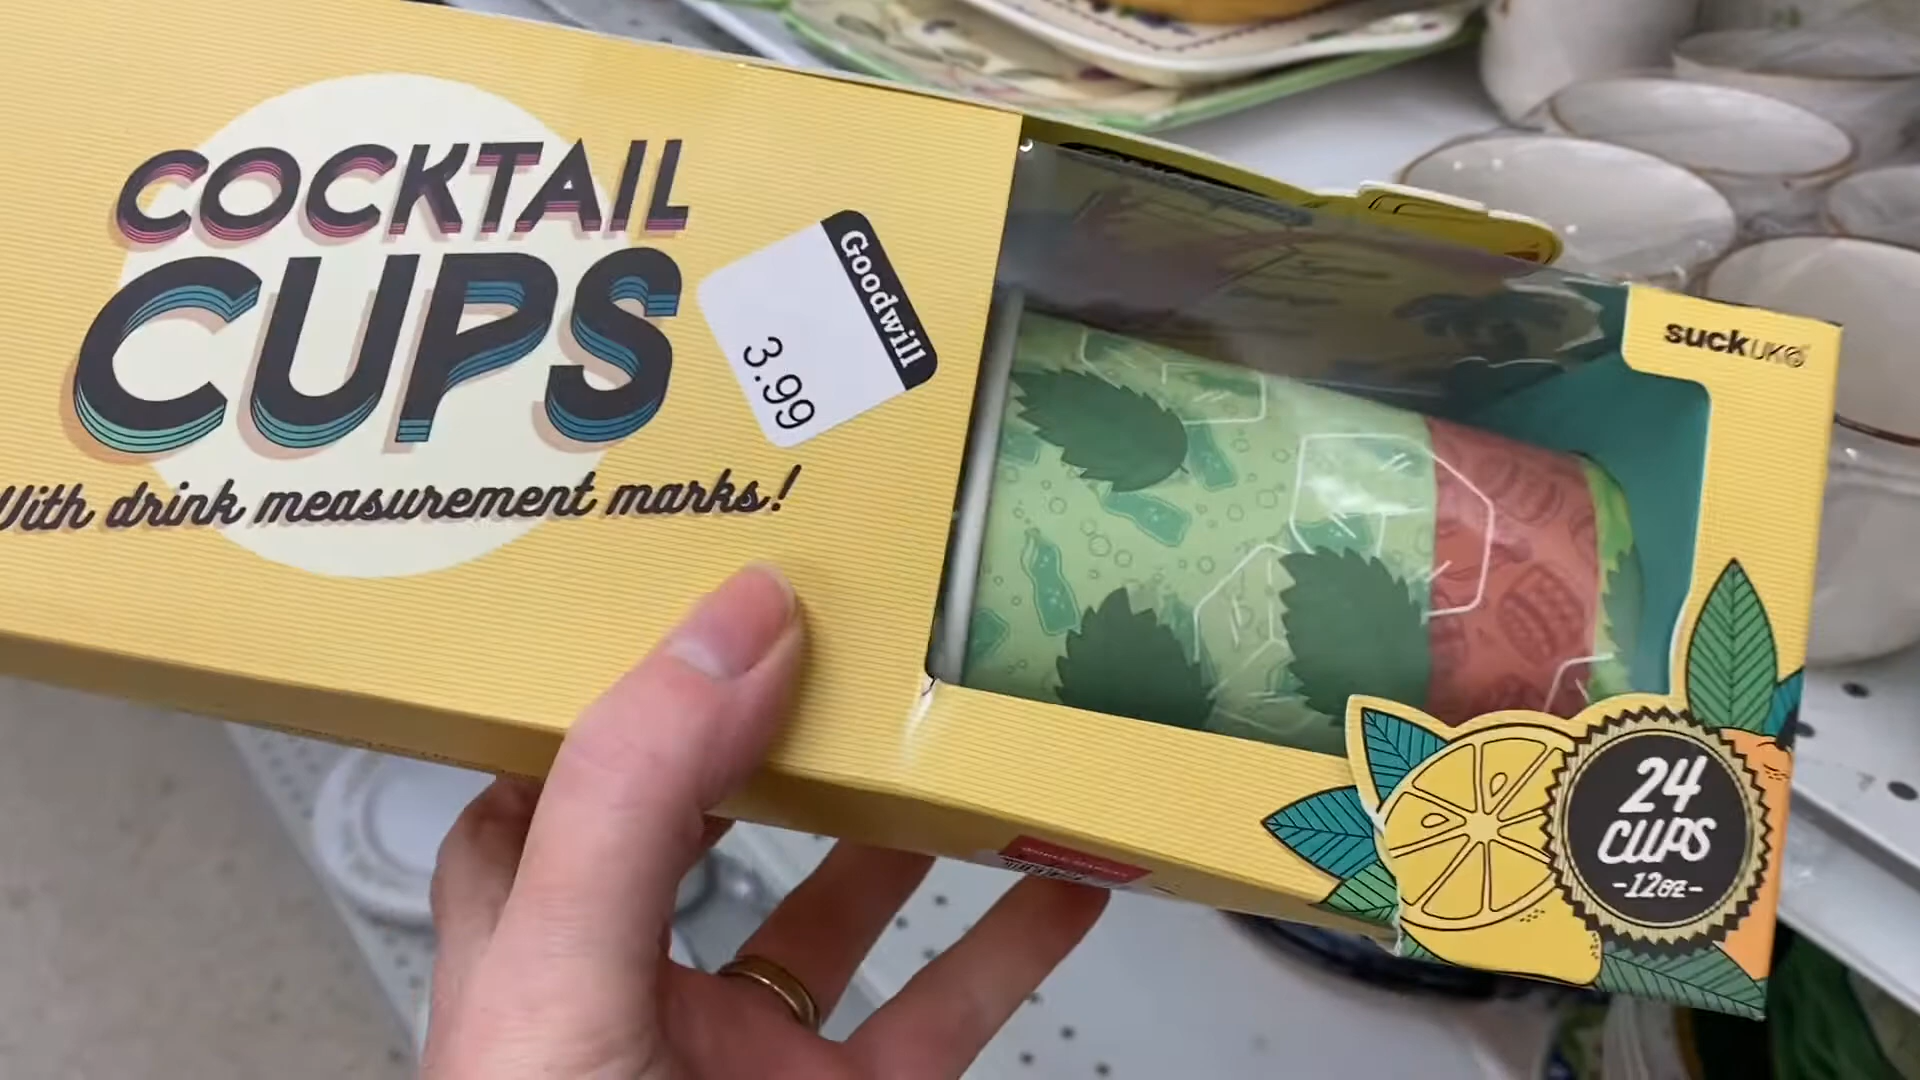 COCKTAIL
CUPS
With drink measurement marks!
Goodwill
3.99
suckUK
24
CUPS
-12oz-